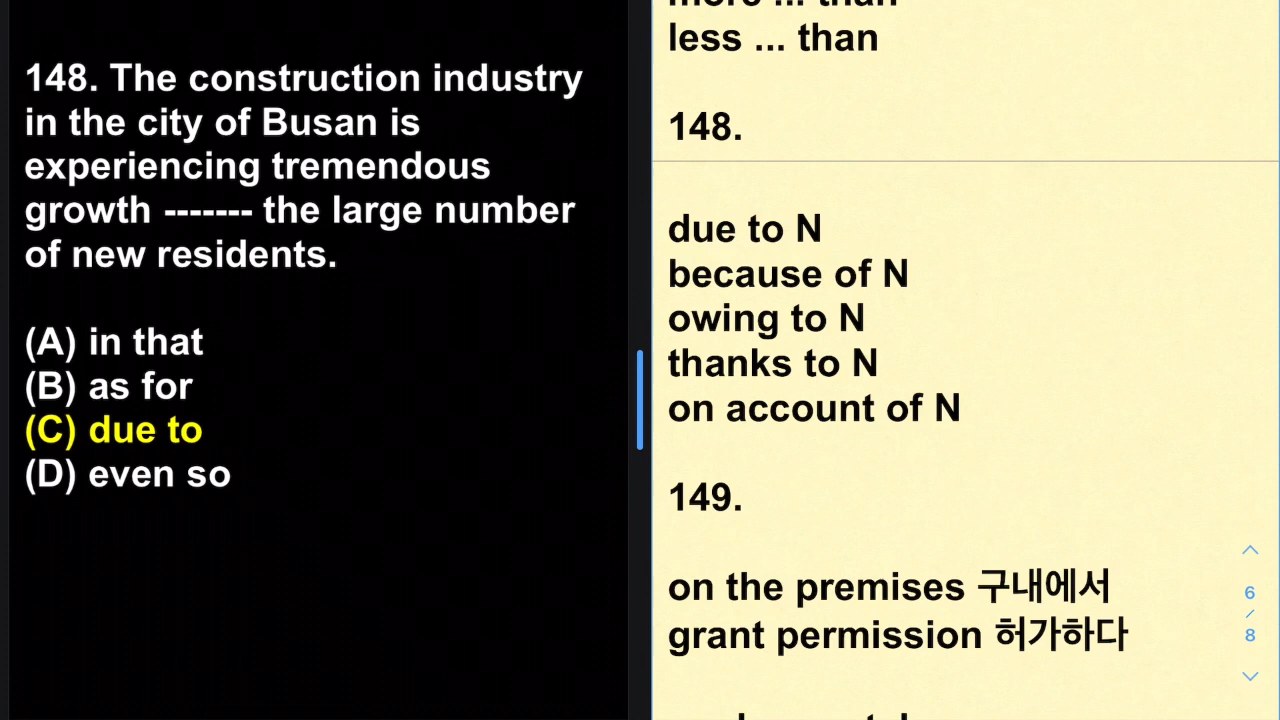 148. The construction industry
in the city of Busan is
experiencing tremendous
growth ------- the large number
of new residents.
(A) in that
(B) as for
(C) due to
(D) even so
less ... than
148.
due to N
because of N
owing to N
thanks to N
on account of N
149.
on the premises 구내에서
grant permission 허가하다
6
/
8